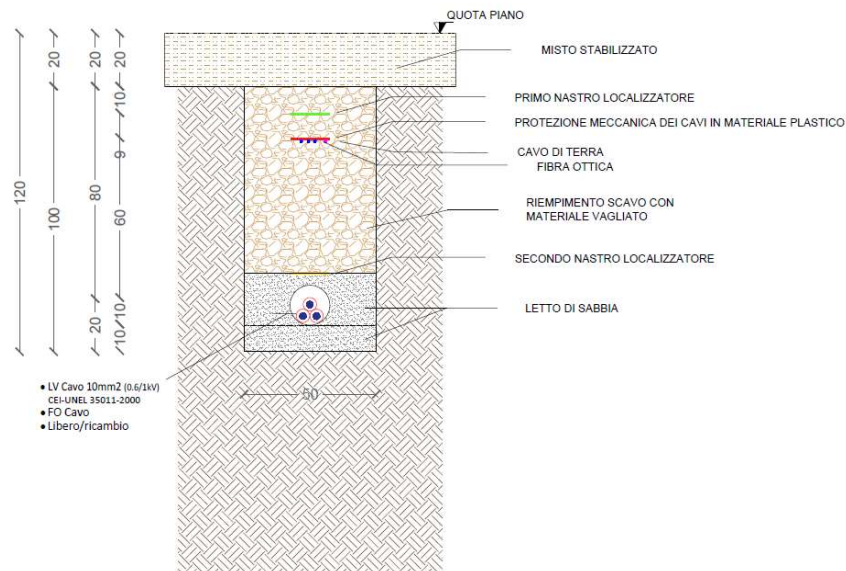 QUOTA PIANO
MISTO STABILIZZATO
PRIMO NASTRO LOCALIZZATORE
PROTEZIONE MECCANICA DEI CAVI IN MATERIALE PLASTICO
CAVO DI TERRA
FIBRA OTTICA
RIEMPIMENTO SCAVO CON
MATERIALE VAGLIATO
SECONDO NASTRO LOCALIZZATORE
LETTO DI SABBIA
120
20
100
20
80
20
20
10
9
60
10
10
50
• LV Cavo 10mm2 (0.6/1kV)
CEI-UNEL 35011-2000
• FO Cavo
• Libero/ricambio